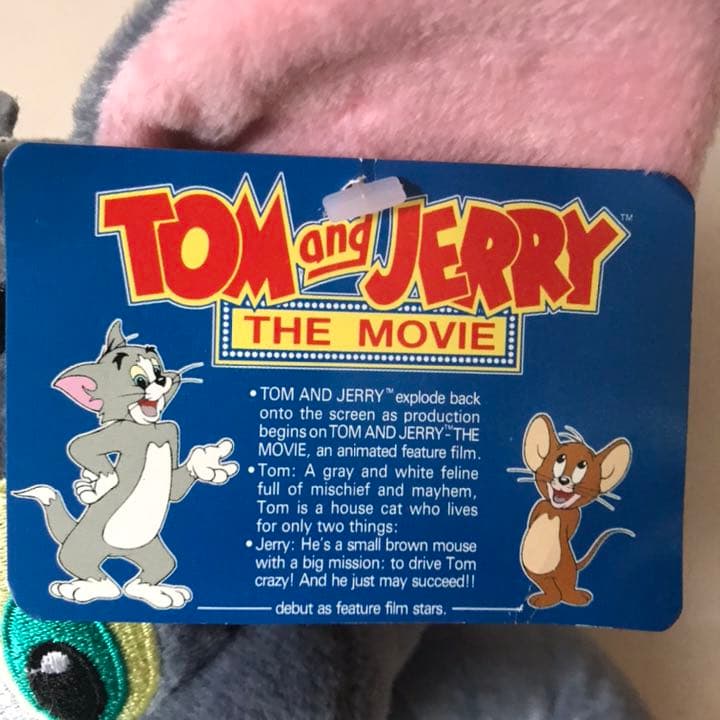 TOM and JERRY™
THE MOVIE
• TOM AND JERRY™ explode back
onto the screen as production
begins on TOM AND JERRY™-THE
MOVIE, an animated feature film.
• Tom: A gray and white feline
full of mischief and mayhem,
Tom is a house cat who lives
for only two things:
• Jerry: He's a small brown mouse
with a big mission: to drive Tom
crazy! And he just may succeed!!
debut as feature film stars.